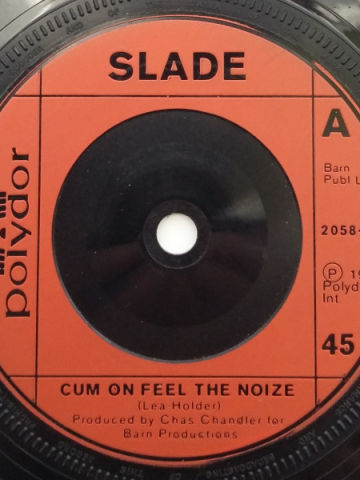 SLADE
A
Barn
Publ
polydor
2058-
Ⓟ 19
Polyd
Int.
45
CUM ON FEEL THE NOIZE
(Lea Holder)
Produced by Chas Chandler for
Barn Productions